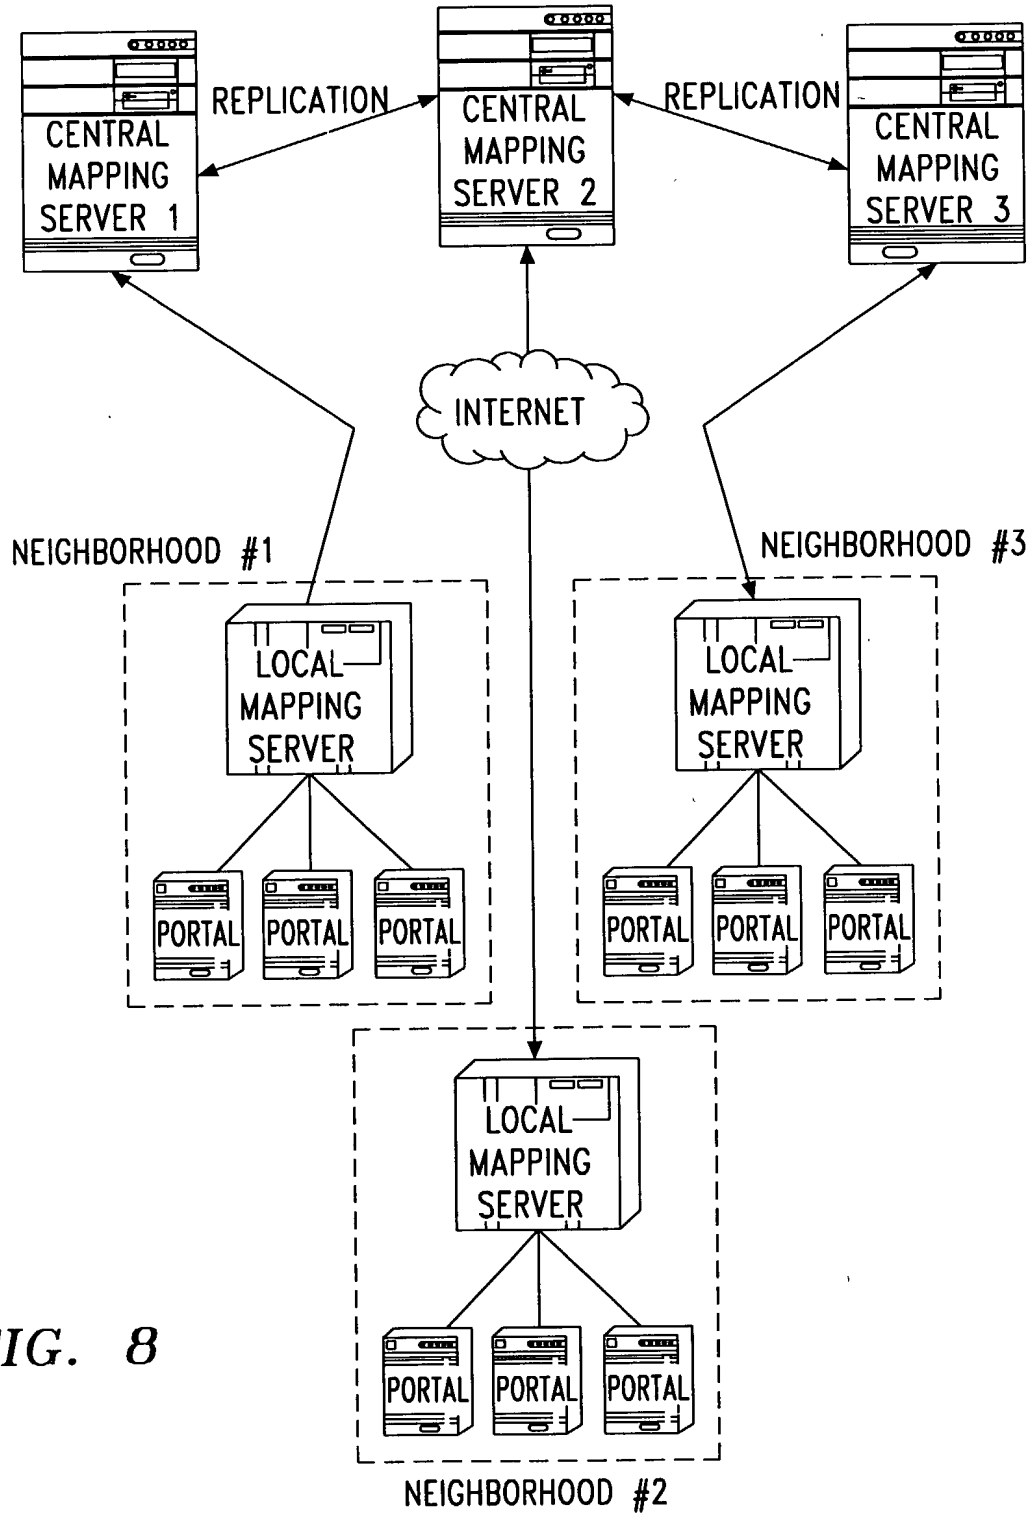 REPLICATION
REPLICATION
CENTRAL
MAPPING
SERVER 1
CENTRAL
MAPPING
SERVER 2
CENTRAL
MAPPING
SERVER 3
INTERNET
NEIGHBORHOOD #1
NEIGHBORHOOD #3
LOCAL
MAPPING
SERVER
LOCAL
MAPPING
SERVER
PORTAL
PORTAL
PORTAL
PORTAL
PORTAL
PORTAL
LOCAL
MAPPING
SERVER
PORTAL
PORTAL
PORTAL
IG. 8
NEIGHBORHOOD #2